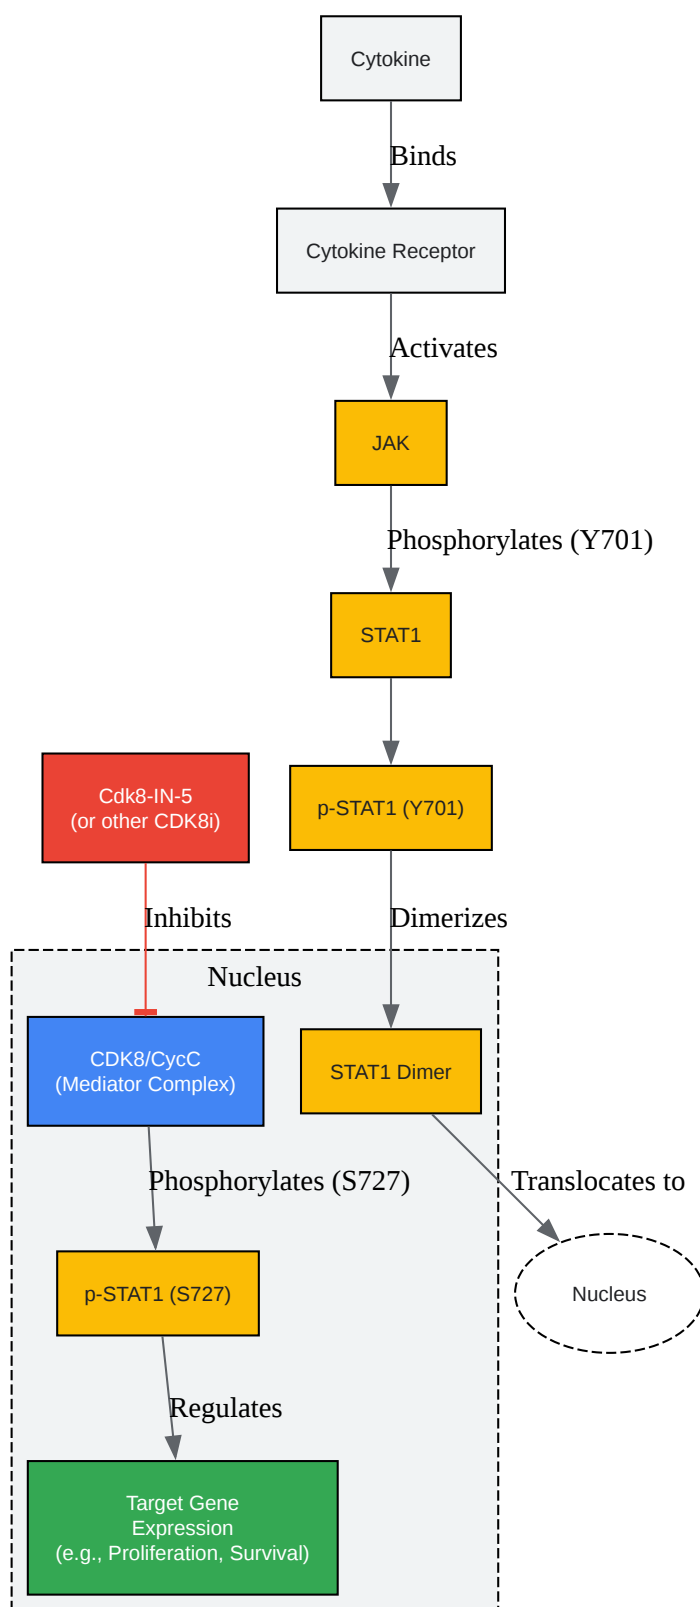 Cytokine
Binds
Cytokine Receptor
Activates
JAK
Phosphorylates (Y701)
STAT1
Cdk8-IN-5
(or other CDK8i)
p-STAT1 (Y701)
Inhibits
Dimerizes
Nucleus
CDK8/CycC
(Mediator Complex)
STAT1 Dimer
Phosphorylates (S727)
Translocates to
p-STAT1 (S727)
Nucleus
Regulates
Target Gene
Expression
(e.g., Proliferation, Survival)